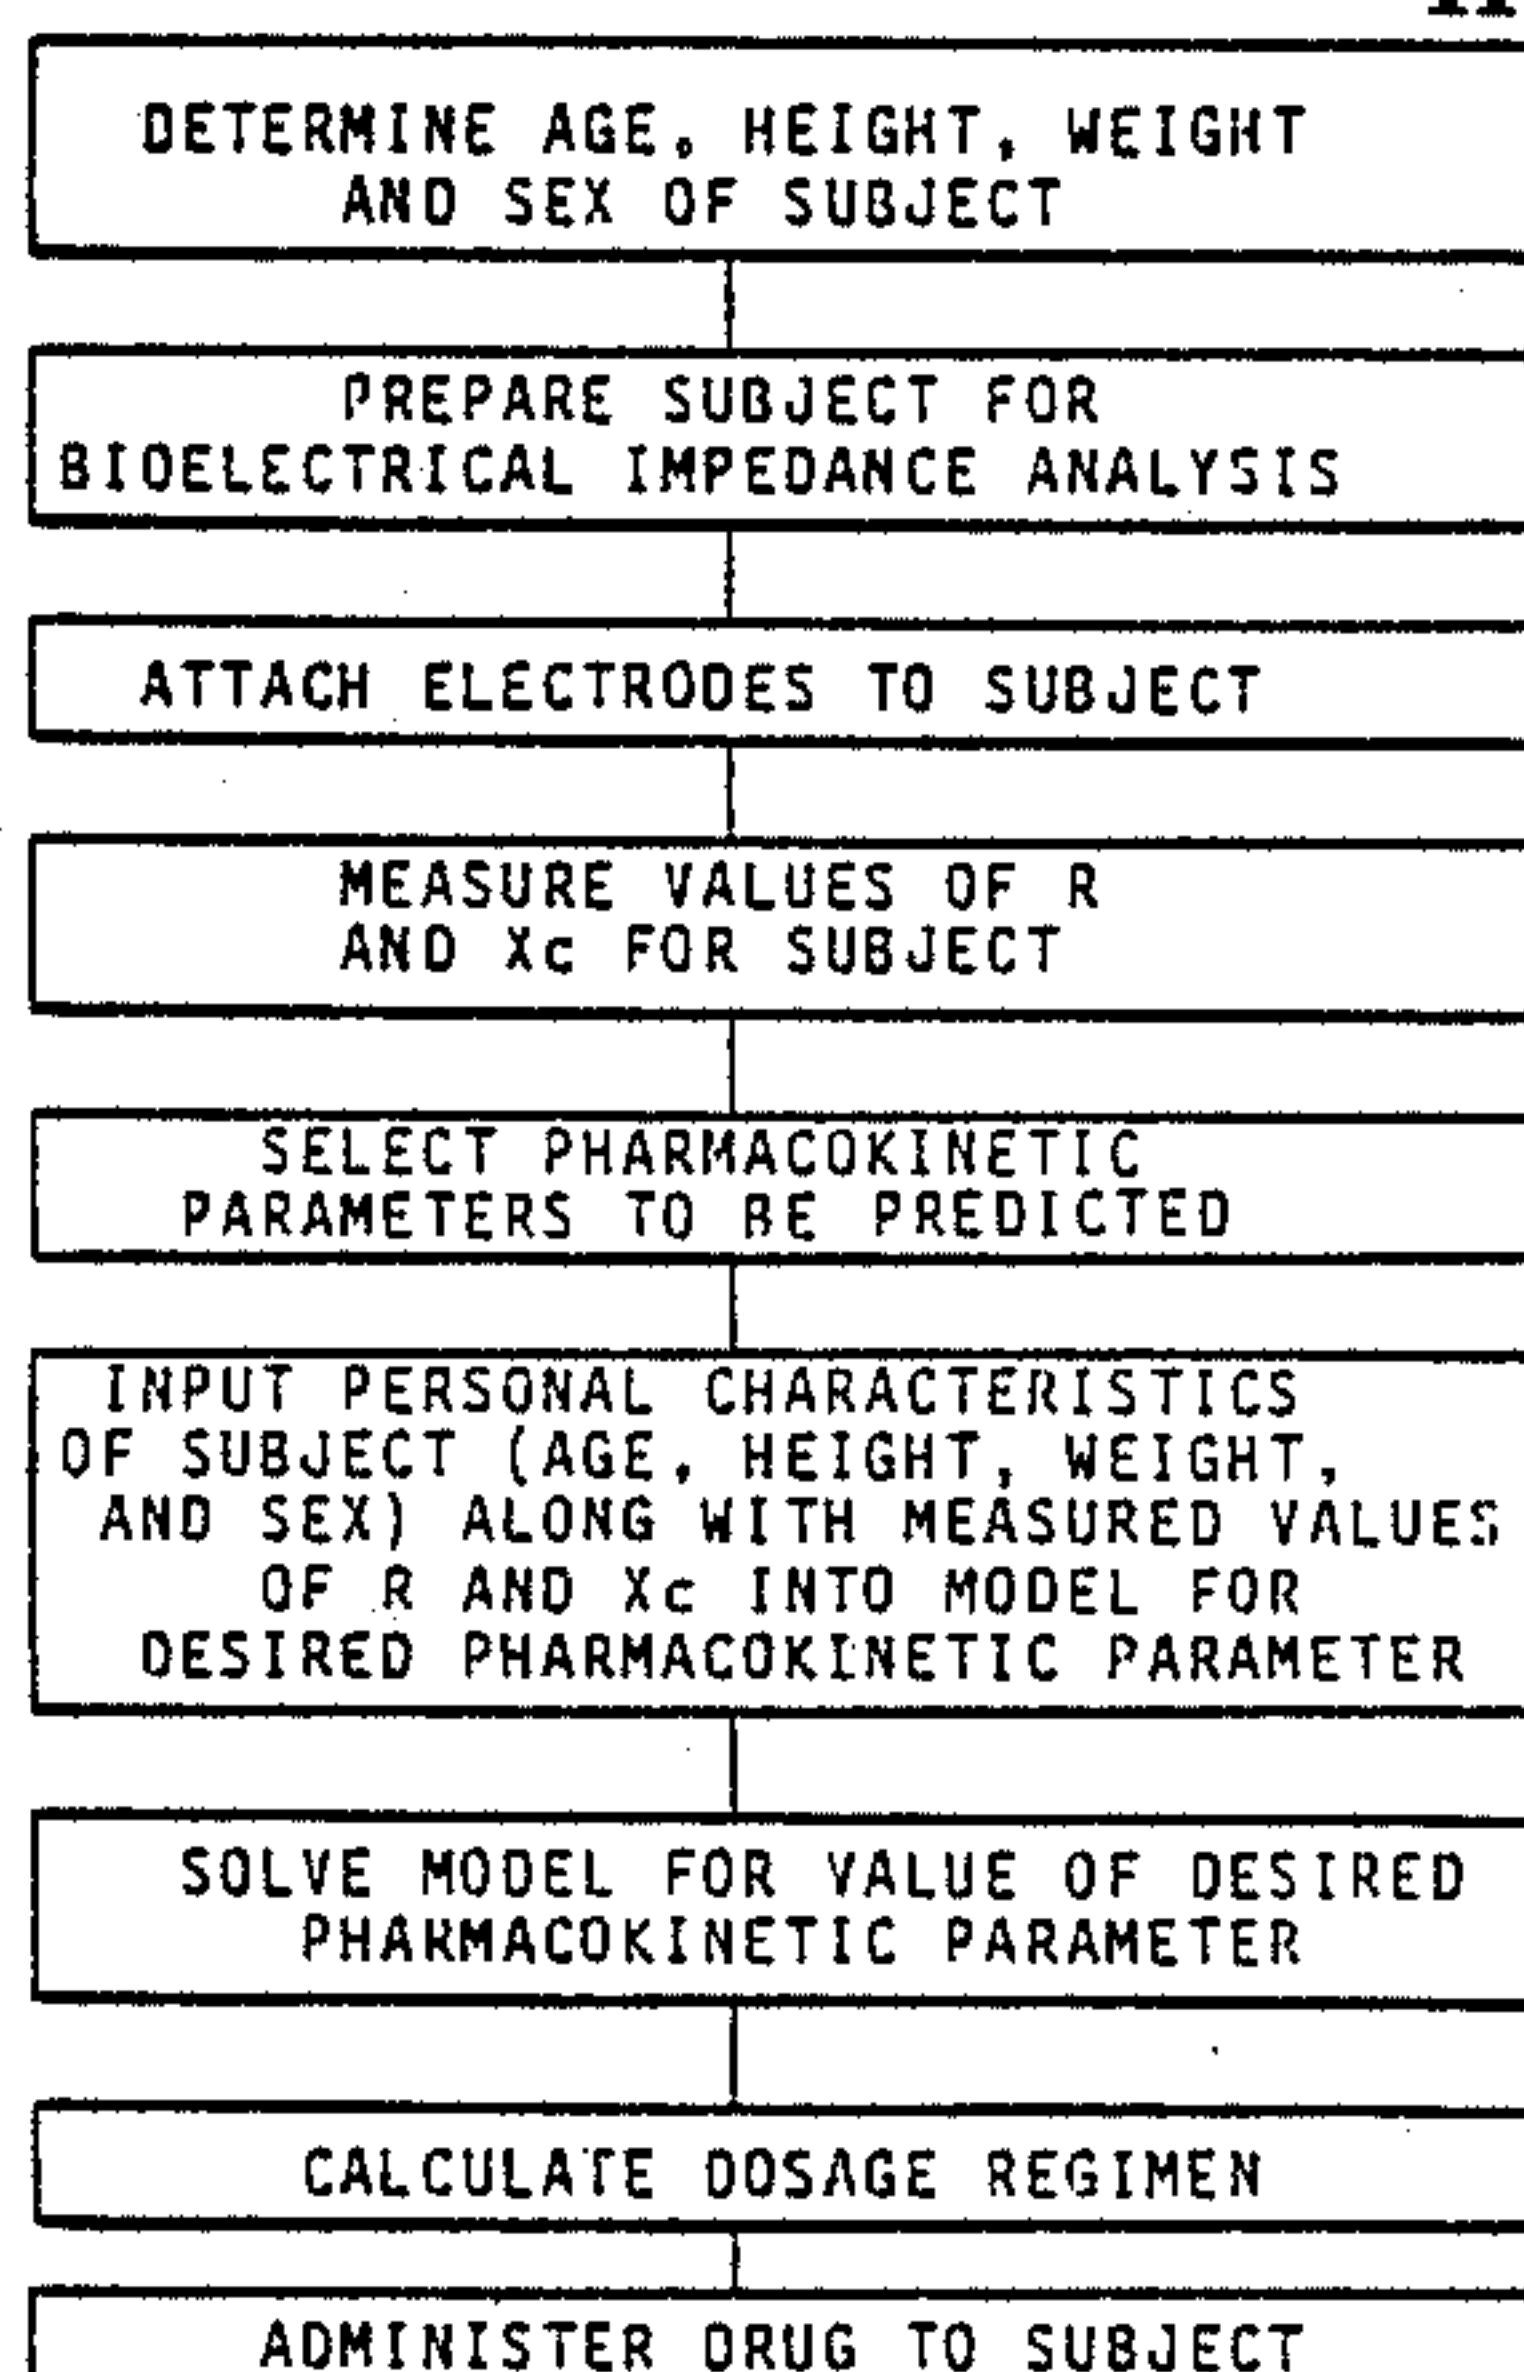 DETERMINE AGE, HEIGHT, WEIGHT
AND SEX OF SUBJECT
PREPARE SUBJECT FOR
BIOELECTRICAL IMPEDANCE ANALYSIS
ATTACH ELECTRODES TO SUBJECT
MEASURE VALUES OF R
AND Xc FOR SUBJECT
SELECT PHARMACOKINETIC
PARAMETERS TO BE PREDICTED
INPUT PERSONAL CHARACTERISTICS
OF SUBJECT (AGE, HEIGHT, WEIGHT,
AND SEX) ALONG WITH MEASURED VALUES
OF R AND Xc INTO MODEL FOR
DESIRED PHARMACOKINETIC PARAMETER
SOLVE MODEL FOR VALUE OF DESIRED
PHARMACOKINETIC PARAMETER
CALCULATE DOSAGE REGIMEN
ADMINISTER DRUG TO SUBJECT